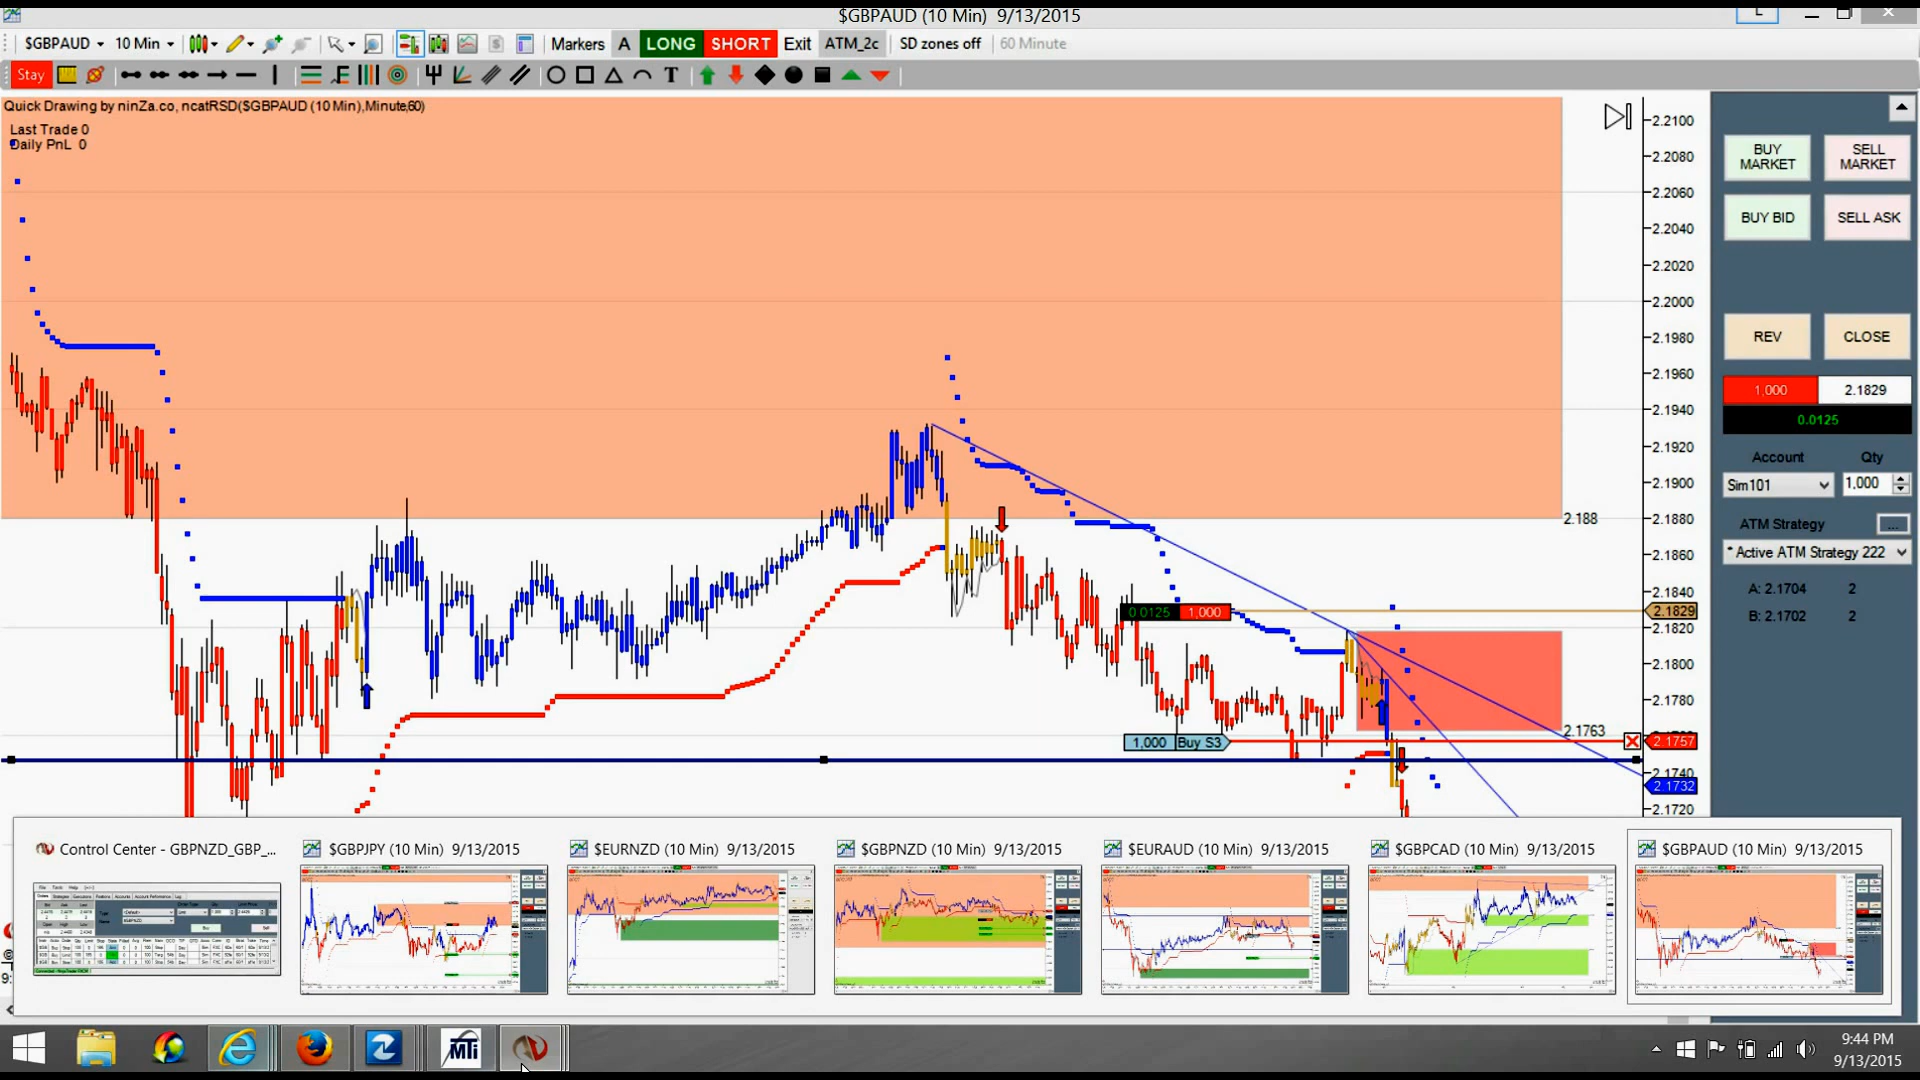 $GBPAUD (10 Min)  9/13/2015
L
$GBPAUD 10 Min Markers A LONG SHORT Exit ATM_2c SD zones off 60 Minute
Stay T
Quick Drawing by ninZa.co, ncatRSD($GBPAUD (10 Min),Minute,60)
Last Trade 0
Daily PnL 0
2.2100
2.2080
2.2060
2.2040
2.2020
2.2000
2.1980
2.1960
2.1940
2.1920
2.1900
2.188 2.1880
2.1860
2.1840
0.0125 1,000 2.1829
2.1820
2.1800
2.1780
2.1763
1,000 Buy S3 2.1757
2.1740
2.1732
2.1720
BUY MARKET
SELL MARKET
BUY BID
SELL ASK
REV
CLOSE
1,000 2.1829
0.0125
Account Qty
Sim101 1,000
ATM Strategy ...
* Active ATM Strategy 222
A: 2.1704 2
B: 2.1702 2
Control Center - GBPNZD_GBP_...
$GBPJPY (10 Min)  9/13/2015
$EURNZD (10 Min)  9/13/2015
$GBPNZD (10 Min)  9/13/2015
$EURAUD (10 Min)  9/13/2015
$GBPCAD (10 Min)  9/13/2015
$GBPAUD (10 Min)  9/13/2015
MTi
9:44 PM
9/13/2015